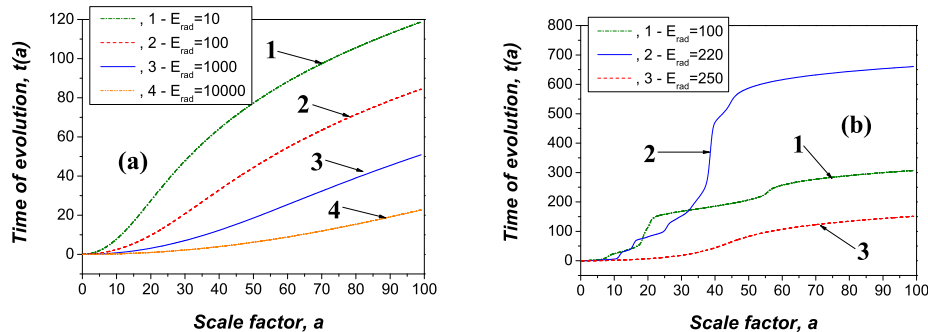 , 1 - E_rad=10
, 2 - E_rad=100
, 3 - E_rad=1000
, 4 - E_rad=10000
Time of evolution, t(a)
120
100
80
60
40
20
0
0 10 20 30 40 50 60 70 80 90 100
Scale factor, a
(a)
1
2
3
4
, 1 - E_rad=100
, 2 - E_rad=220
, 3 - E_rad=250
Time of evolution, t(a)
800
700
600
500
400
300
200
100
0
0 10 20 30 40 50 60 70 80 90 100
Scale factor, a
(b)
2
1
3